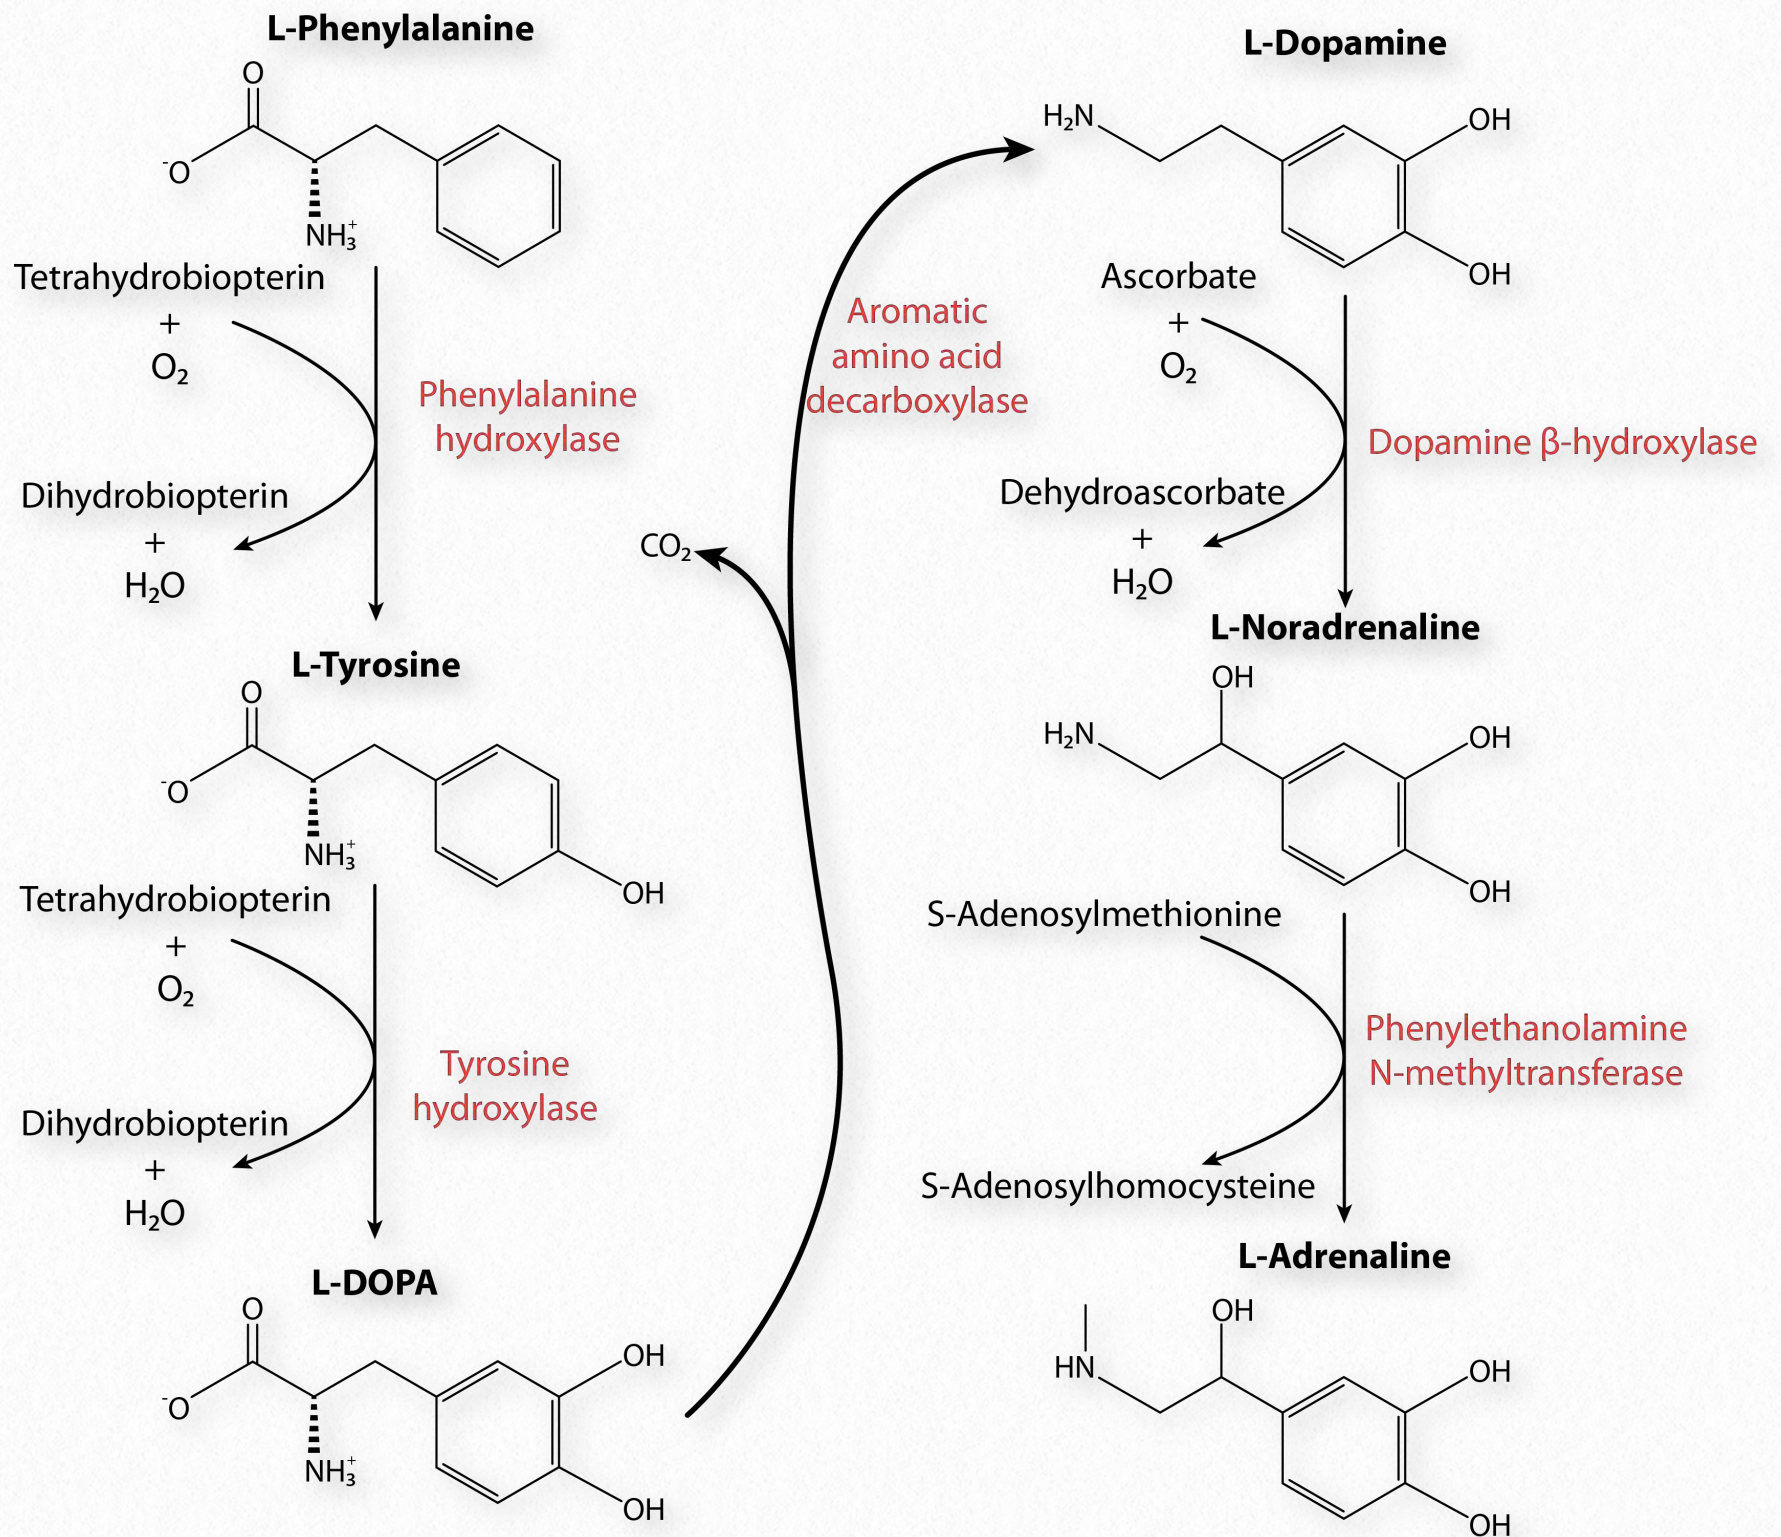 L-Phenylalanine
O
⁻O
NH₃⁺
Tetrahydrobiopterin
+
O₂
Phenylalanine
hydroxylase
Dihydrobiopterin
+
H₂O
L-Tyrosine
O
⁻O
NH₃⁺
OH
Tetrahydrobiopterin
+
O₂
Tyrosine
hydroxylase
Dihydrobiopterin
+
H₂O
L-DOPA
O
⁻O
NH₃⁺
OH
OH
CO₂
Aromatic
amino acid
decarboxylase
L-Dopamine
H₂N
OH
OH
Ascorbate
+
O₂
Dopamine β-hydroxylase
Dehydroascorbate
+
H₂O
L-Noradrenaline
OH
H₂N
OH
OH
S-Adenosylmethionine
Phenylethanolamine
N-methyltransferase
S-Adenosylhomocysteine
L-Adrenaline
OH
HN
OH
OH